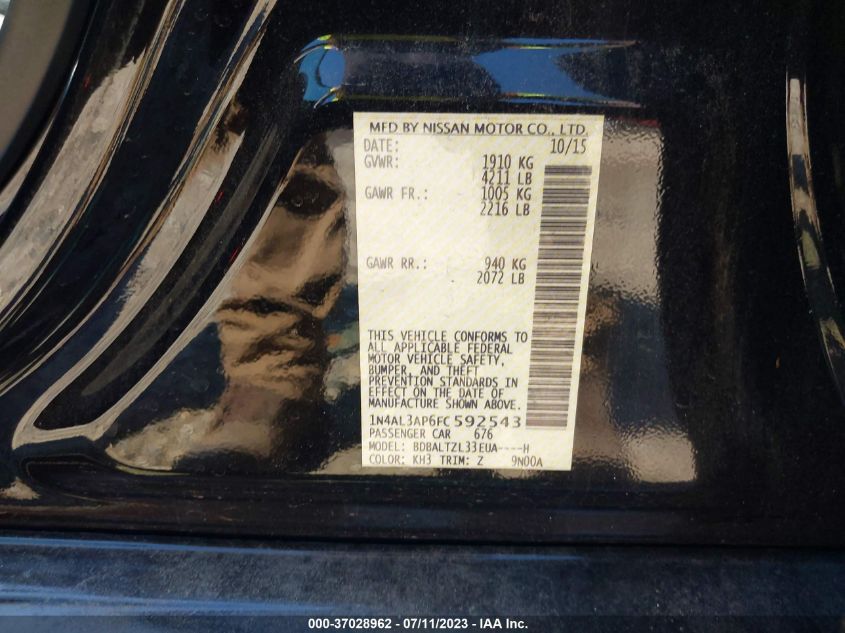 MFD BY NISSAN MOTOR CO., LTD.
DATE: 10/15
GVWR: 1910 KG
4211 LB
GAWR FR.: 1005 KG
2216 LB
GAWR RR.: 940 KG
2072 LB
THIS VEHICLE CONFORMS TO
ALL APPLICABLE FEDERAL
MOTOR VEHICLE SAFETY,
BUMPER, AND THEFT
PREVENTION STANDARDS IN
EFFECT ON THE DATE OF
MANUFACTURE SHOWN ABOVE.
1N4AL3AP6FC592543
PASSENGER CAR 676
MODEL: BDBALTZL33EUA----H
COLOR: KH3 TRIM: Z 9N00A
000-37028962 - 07/11/2023 - IAA Inc.